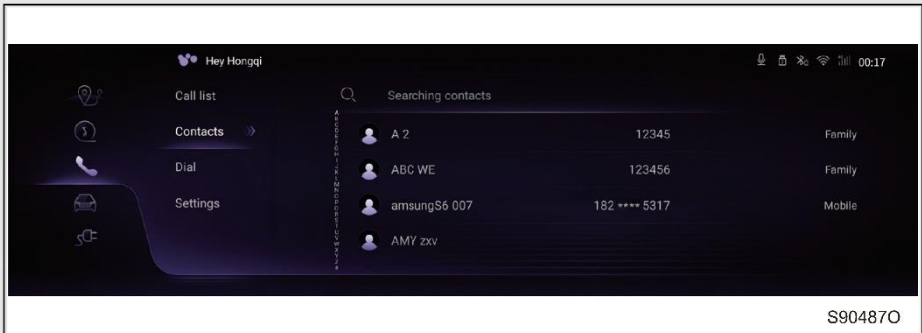 Hey Hongqi
00:17
Call list
Contacts
Dial
Settings
Searching contacts
A
B
C
D
E
F
G
H
I
J
K
L
M
N
O
P
Q
R
S
T
U
V
W
X
Y
Z
#
A 2 12345 Family
ABC WE 123456 Family
amsungS6 007 182 **** 5317 Mobile
AMY zxv
S90487O